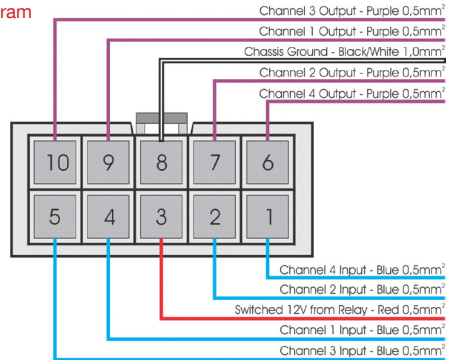 ram
Channel 3 Output - Purple 0,5mm²
Channel 1 Output - Purple 0,5mm²
Chassis Ground - Black/White 1,0mm²
Channel 2 Output - Purple 0,5mm²
Channel 4 Output - Purple 0,5mm²
10 9 8 7 6
5 4 3 2 1
Channel 4 Input - Blue 0,5mm²
Channel 2 Input - Blue 0,5mm²
Switched 12V from Relay - Red 0,5mm²
Channel 1 Input - Blue 0,5mm²
Channel 3 Input - Blue 0,5mm²